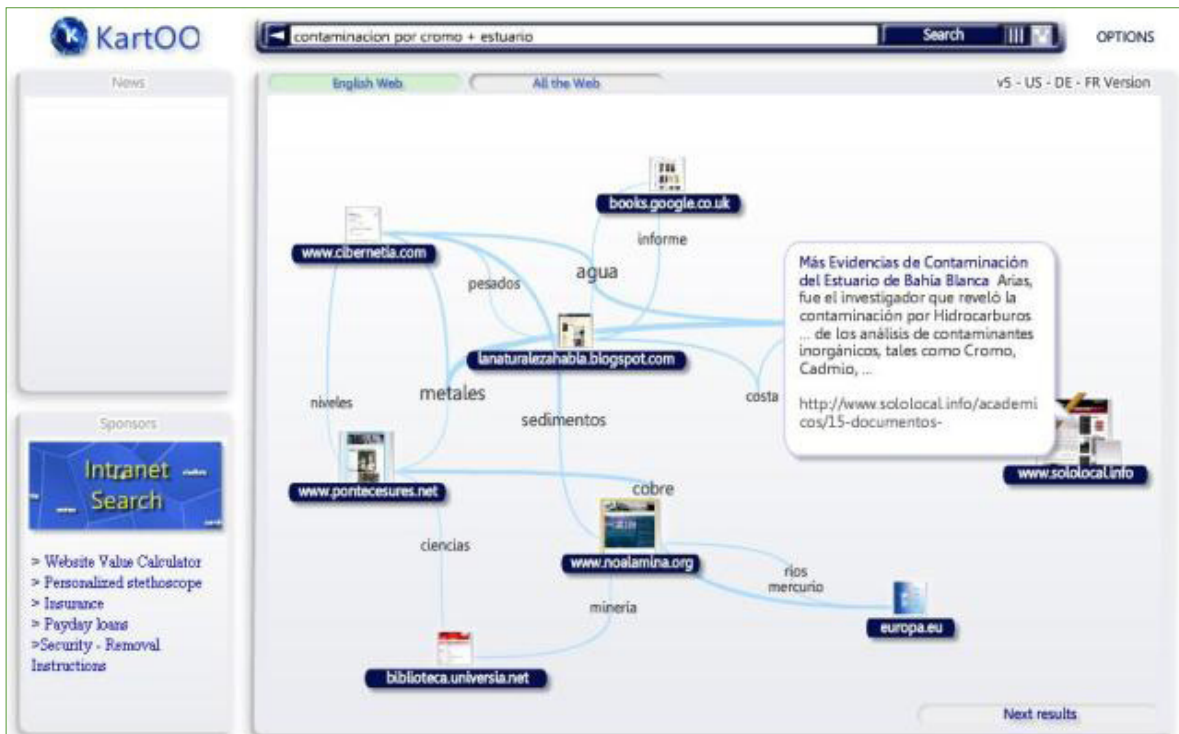 KartOO
contaminacion por cromo + estuario
Search
OPTIONS
News
English Web
All the Web
v5 - US - DE - FR Version
books.google.co.uk
www.cibernetia.com
informe
agua
pesados
Más Evidencias de Contaminación
del Estuario de Bahía Blanca Arias,
fue el investigador que reveló la
contaminación por Hidrocarburos
... de los análisis de contaminantes
inorgánicos, tales como Cromo,
Cadmio, ...
http://www.sololocal.info/academi
cos/15-documentos-
lanaturalezahabla.blogspot.com
niveles
metales
costa
sedimentos
Sponsors
Intranet
Search
www.sololocal.info
www.pontecesures.net
cobre
ciencias
www.noalamina.org
rios
mercurio
mineria
europa.eu
biblioteca.universia.net
> Website Value Calculator
> Personalized stethoscope
> Insurance
> Payday loans
>Security - Removal
Instructions
Next results